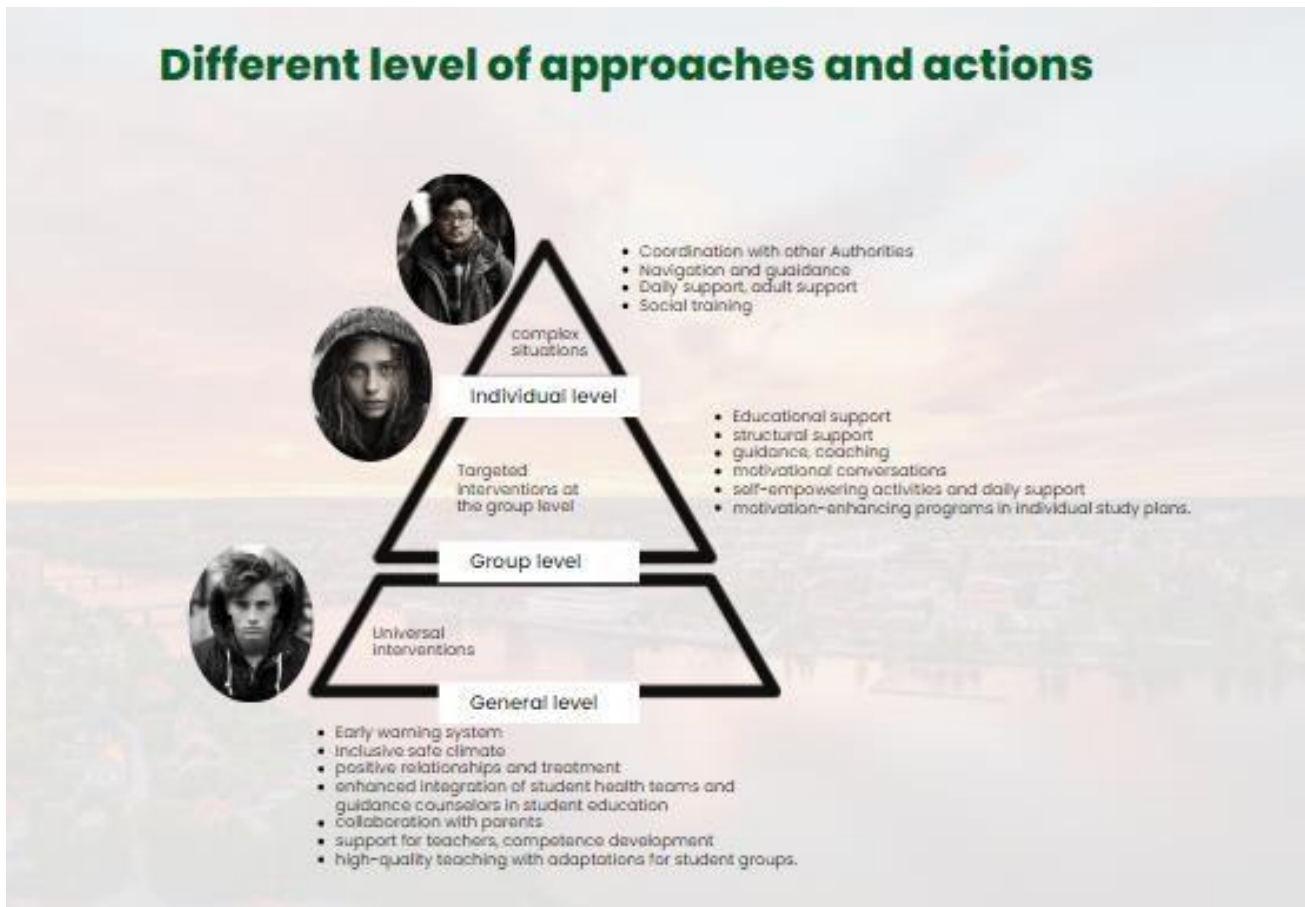 Different level of approaches and actions
• Coordination with other Authorities
• Navigation and guaidance
• Daily support, adult support
• Social training
complex
situations
Individual level
• Educational support
• structural support
• guidance, coaching
• motivational conversations
• self-empowering activities and daily support
• motivation-enhancing programs in individual study plans.
Targeted
interventions at
the group level
Group level
Universal
interventions
General level
• Early warning system
• inclusive safe climate
• positive relationships and treatment
• enhanced integration of student health teams and
guidance counselors in student education
• collaboration with parents
• support for teachers, competence development
• high-quality teaching with adaptations for student groups.